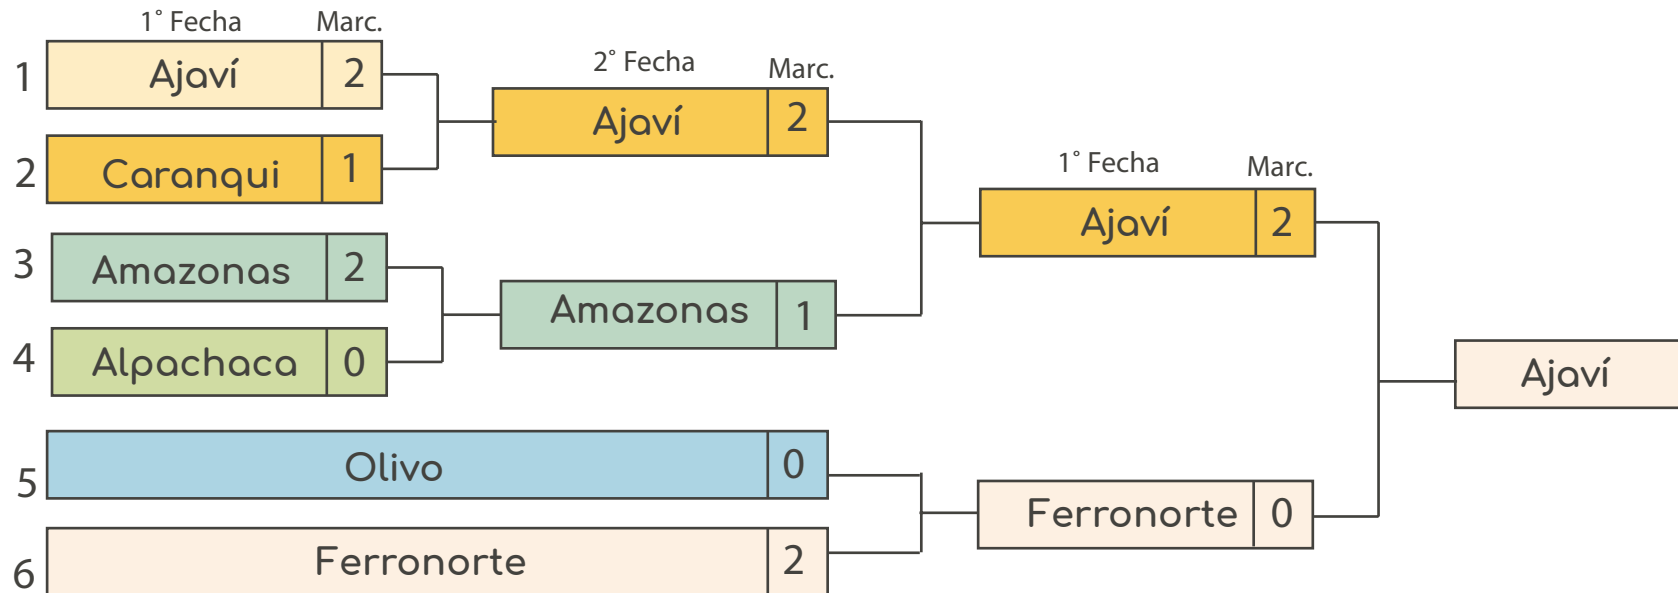 1° Fecha Marc.
1 Ajaví 2
2 Caranqui 1
3 Amazonas 2
4 Alpachaca 0
5 Olivo 0
6 Ferronorte 2
2° Fecha Marc.
Ajaví 2
Amazonas 1
1° Fecha Marc.
Ajaví 2
Ferronorte 0
Ajaví